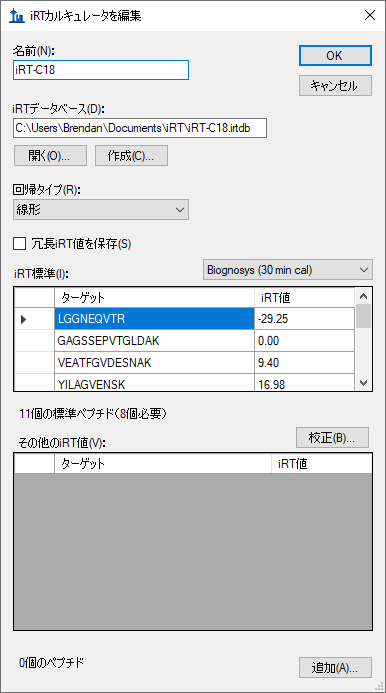 iRTカルキュレータを編集
名前(N):
iRT-C18
OK
キャンセル
iRTデータベース(D):
C:\Users\Brendan\Documents\iRT\iRT-C18.irtdb
開く(O)...
作成(C)...
回帰タイプ(R):
線形
冗長iRT値を保存(S)
iRT標準(I):
Biognosys (30 min cal)
ターゲット iRT値
LGGNEQVTR -29.25
GAGSSEPVTGLDAK 0.00
VEATFGVDESNAK 9.40
YILAGVENSK 16.98
11個の標準ペプチド(8個必要)
その他のiRT値(V):
校正(B)...
ターゲット iRT値
0個のペプチド
追加(A)...